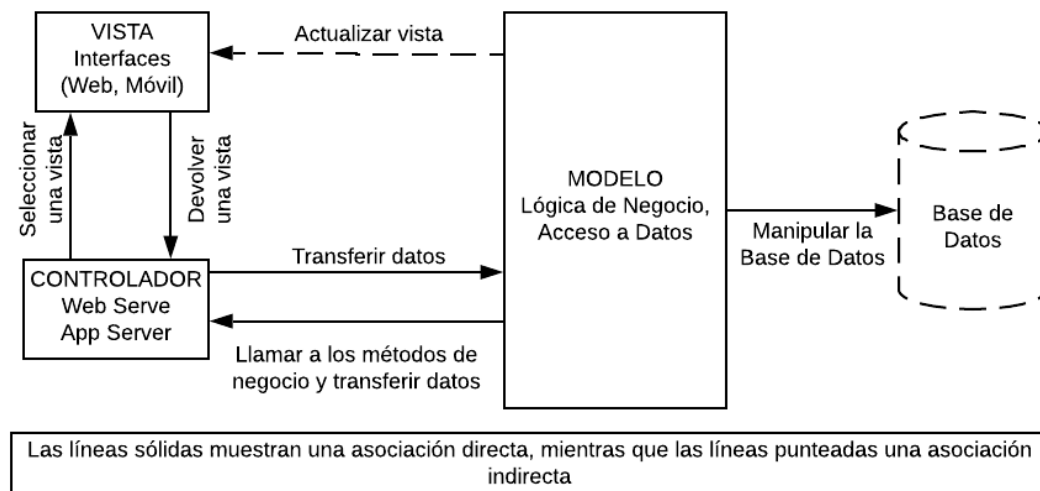 VISTA
Interfaces
(Web, Móvil)
Actualizar vista
Seleccionar
una vista
Devolver
una vista
MODELO
Lógica de Negocio,
Acceso a Datos
Manipular la
Base de Datos
Base de
Datos
CONTROLADOR
Web Serve
App Server
Transferir datos
Llamar a los métodos de
negocio y transferir datos
Las líneas sólidas muestran una asociación directa, mientras que las líneas punteadas una asociación
indirecta